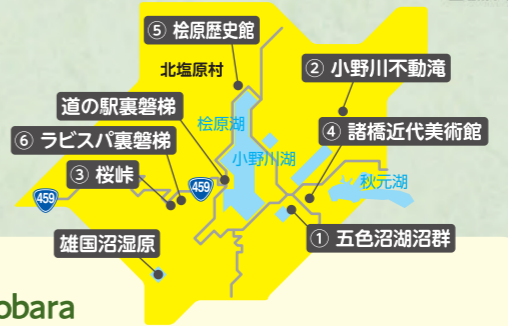 ⑤ 桧原歴史館
北塩原村
② 小野川不動滝
道の駅裏磐梯
桧原湖
④ 諸橋近代美術館
⑥ ラビスパ裏磐梯
小野川湖
③ 桜峠
459
秋元湖
459
① 五色沼湖沼群
雄国沼湿原
obara